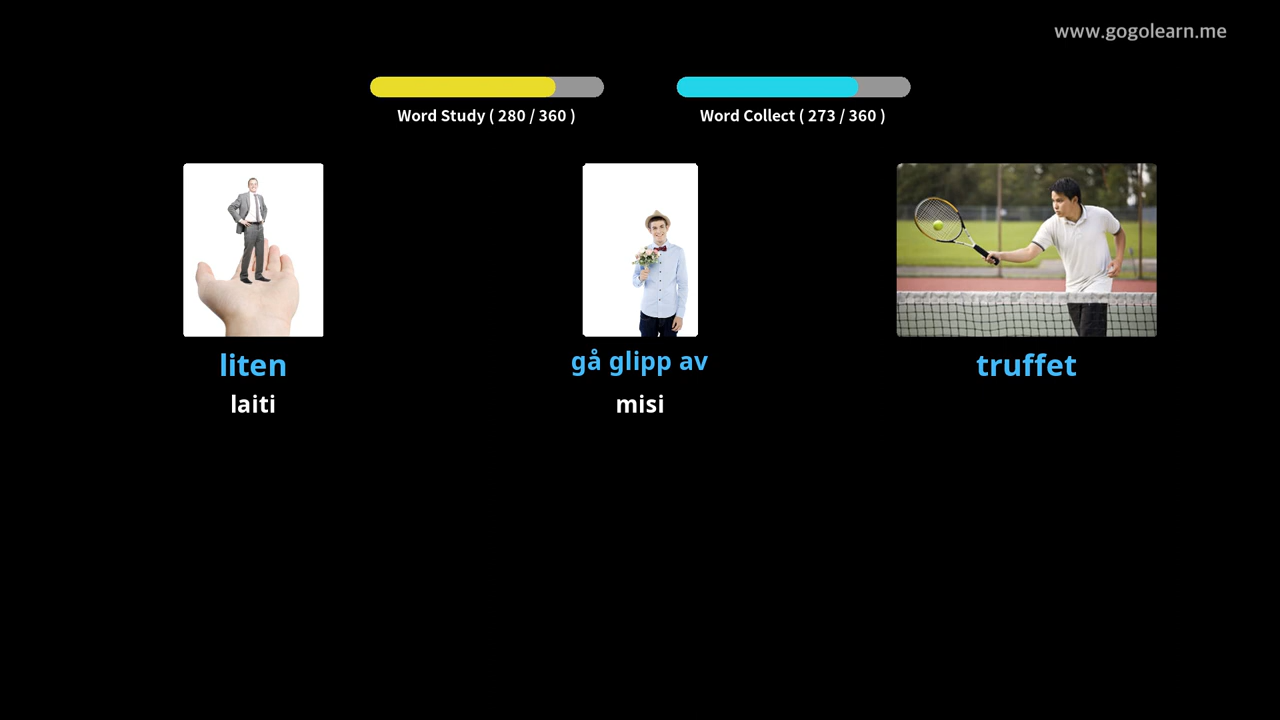 www.gogolearn.me
Word Study ( 280 / 360 )
Word Collect ( 273 / 360 )
liten
gå glipp av
truffet
laiti
misi